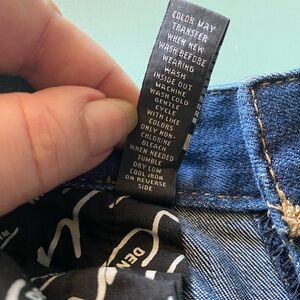 COLOR MAY
TRANSFER
WHEN NEW
WASH BEFORE
WEARING
WASH
INSIDE OUT
MACHINE
WASH COLD
GENTLE
CYCLE
WITH LIKE
COLORS
ONLY NON-
CHLORINE
BLEACH
WHEN NEEDED
TUMBLE
DRY LOW
COOL IRON
ON REVERSE
SIDE
DEN